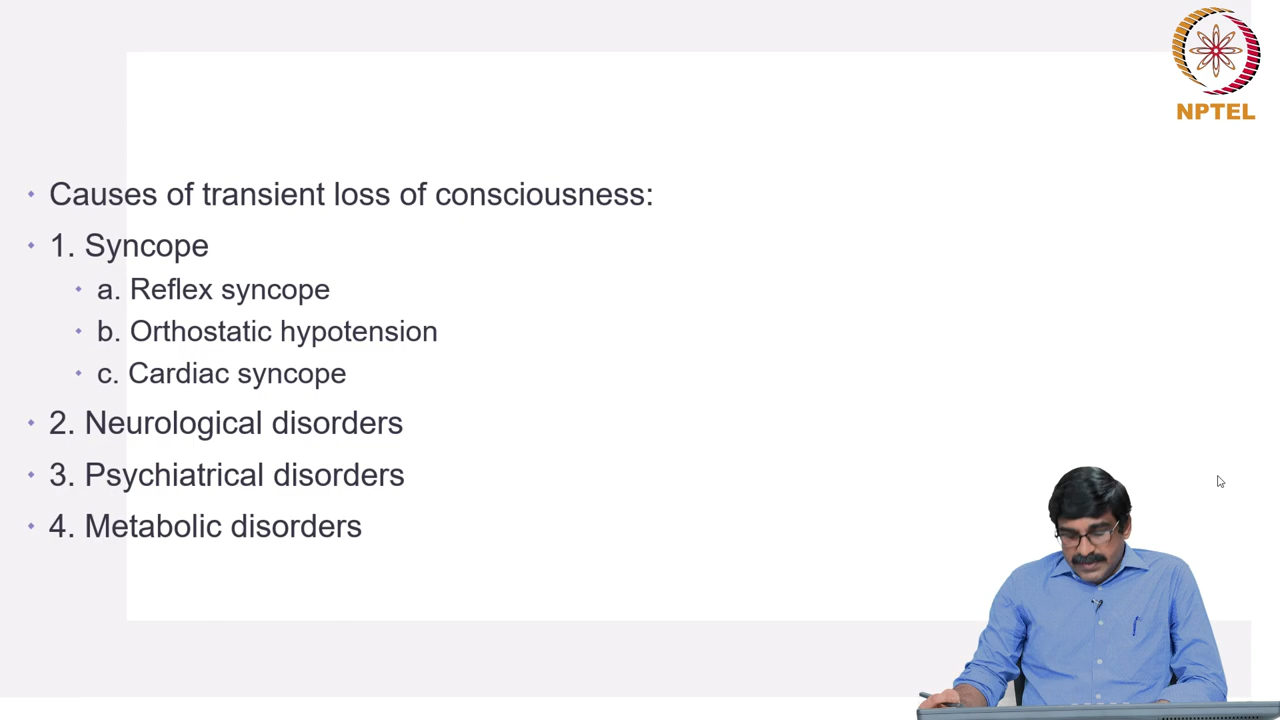 NPTEL
Causes of transient loss of consciousness:
1. Syncope
a. Reflex syncope
b. Orthostatic hypotension
c. Cardiac syncope
2. Neurological disorders
3. Psychiatrical disorders
4. Metabolic disorders